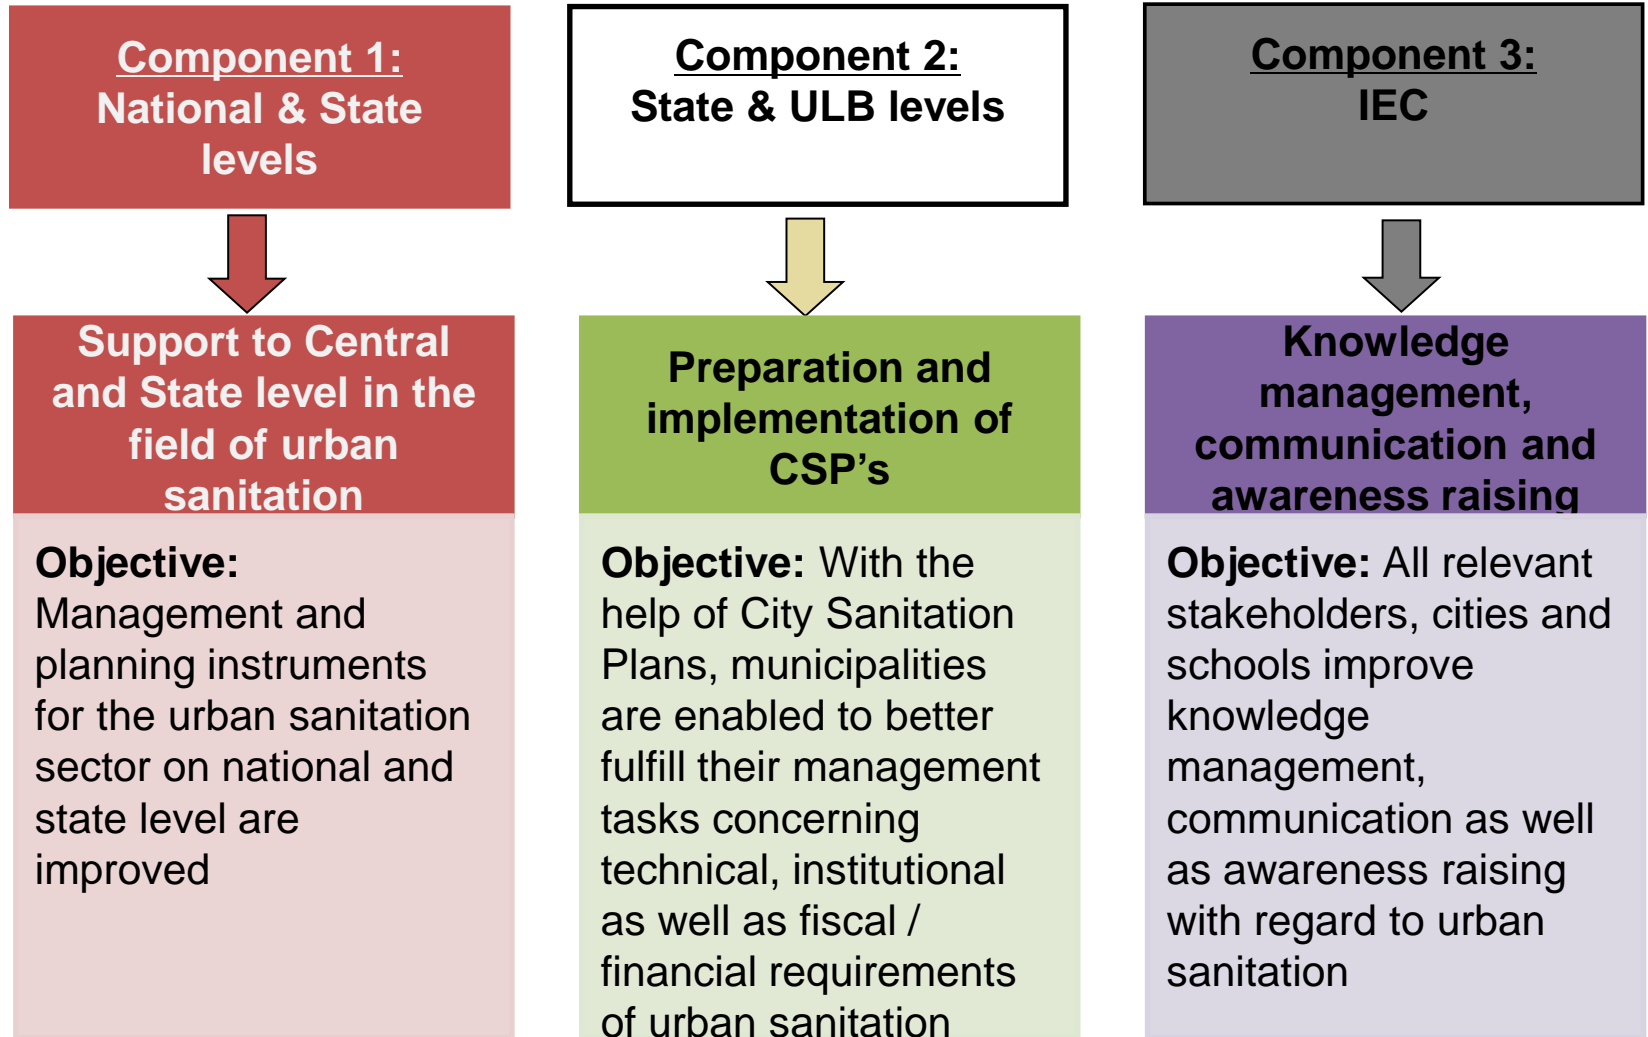 Component 1:
National & State
levels
Support to Central
and State level in the
field of urban
sanitation
Objective:
Management and
planning instruments
for the urban sanitation
sector on national and
state level are
improved
Component 2:
State & ULB levels
Preparation and
implementation of
CSP’s
Objective: With the
help of City Sanitation
Plans, municipalities
are enabled to better
fulfill their management
tasks concerning
technical, institutional
as well as fiscal /
financial requirements
of urban sanitation
Component 3:
IEC
Knowledge
management,
communication and
awareness raising
Objective: All relevant
stakeholders, cities and
schools improve
knowledge
management,
communication as well
as awareness raising
with regard to urban
sanitation